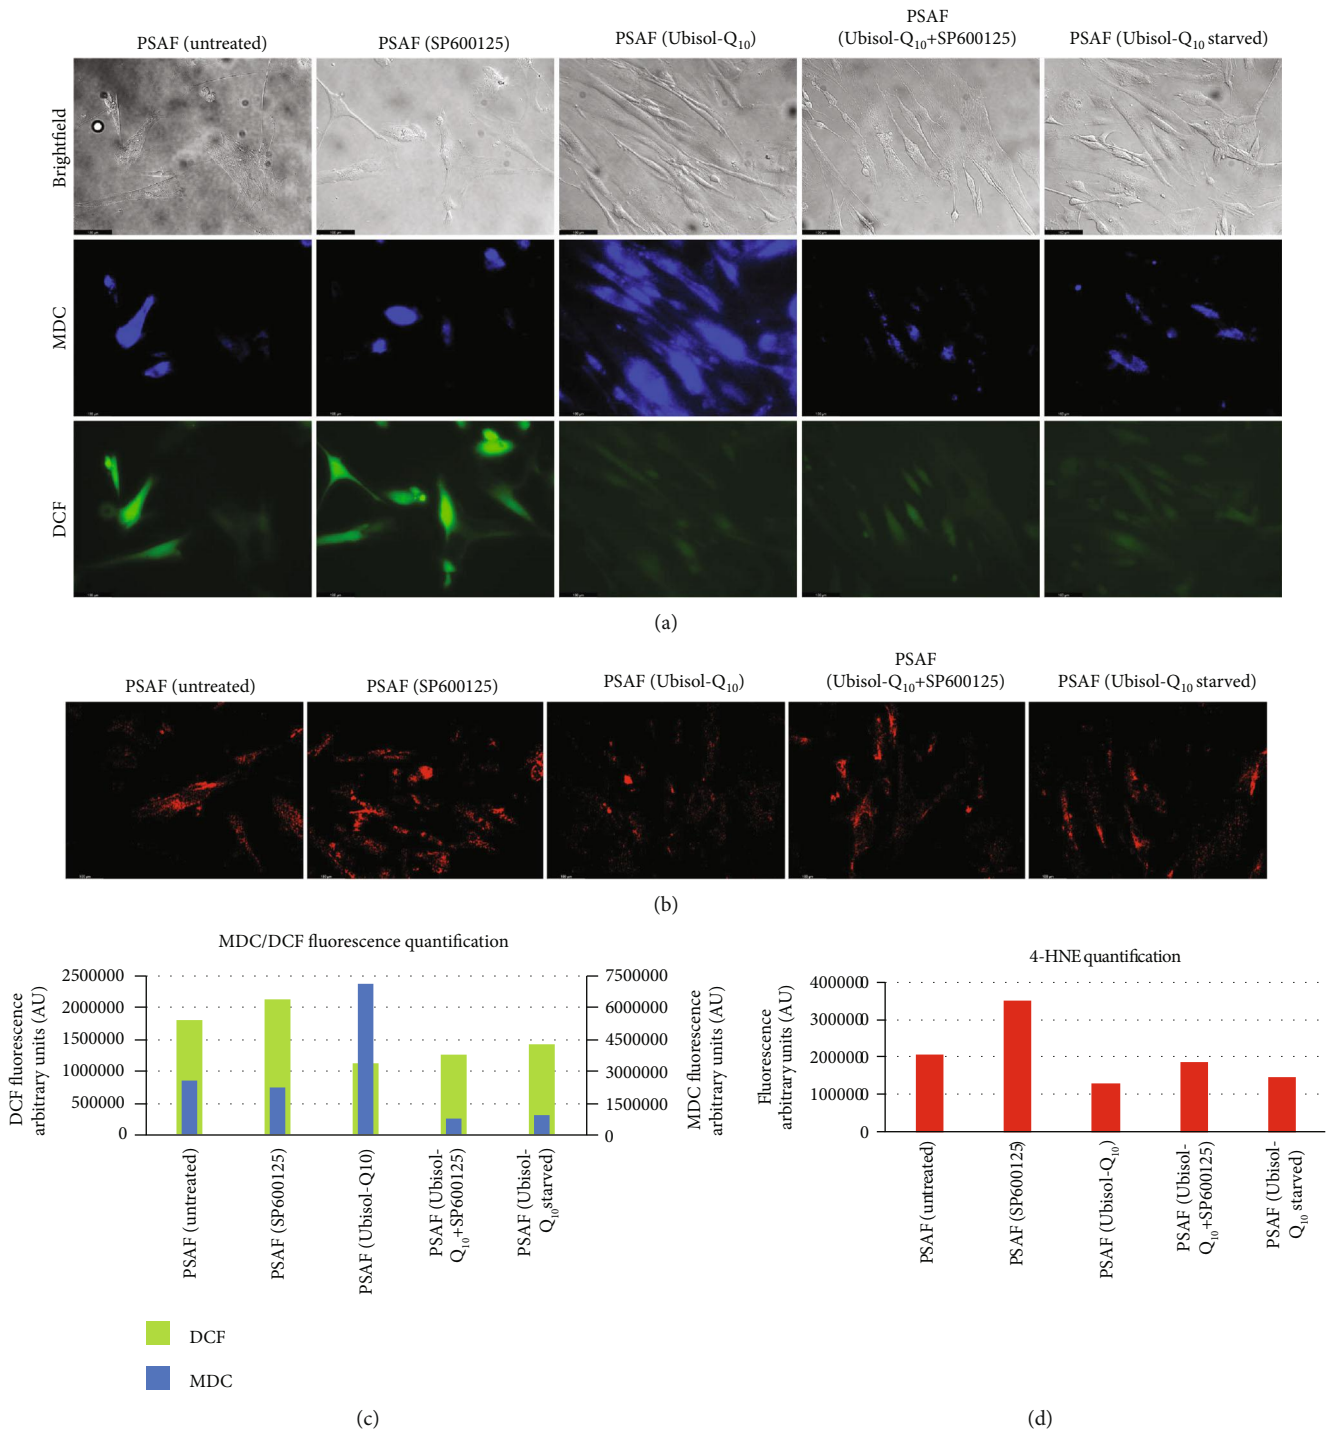 PSAF (untreated)
PSAF (SP600125)
PSAF (Ubisol-Q10)
PSAF
(Ubisol-Q10+SP600125)
PSAF (Ubisol-Q10 starved)
Brightfield
MDC
DCF
(a)
PSAF (untreated)
PSAF (SP600125)
PSAF (Ubisol-Q10)
PSAF
(Ubisol-Q10+SP600125)
PSAF (Ubisol-Q10 starved)
(b)
MDC/DCF fluorescence quantification
DCF fluorescence
arbitrary units (AU)
2500000
2000000
1500000
1000000
500000
0
7500000
6000000
4500000
3000000
1500000
0
MDC fluorescence
arbitrary units (AU)
PSAF (untreated)
PSAF (SP600125)
PSAF (Ubisol-Q10)
PSAF (Ubisol-
Q10+SP600125)
PSAF (Ubisol-
Q10 starved)
DCF
MDC
(c)
4-HNE quantification
Fluorescence
arbitrary units (AU)
4000000
3000000
2000000
1000000
0
PSAF (untreated)
PSAF (SP600125)
PSAF (Ubisol-Q10)
PSAF (Ubisol-
Q10+SP600125)
PSAF (Ubisol-
Q10 starved)
(d)